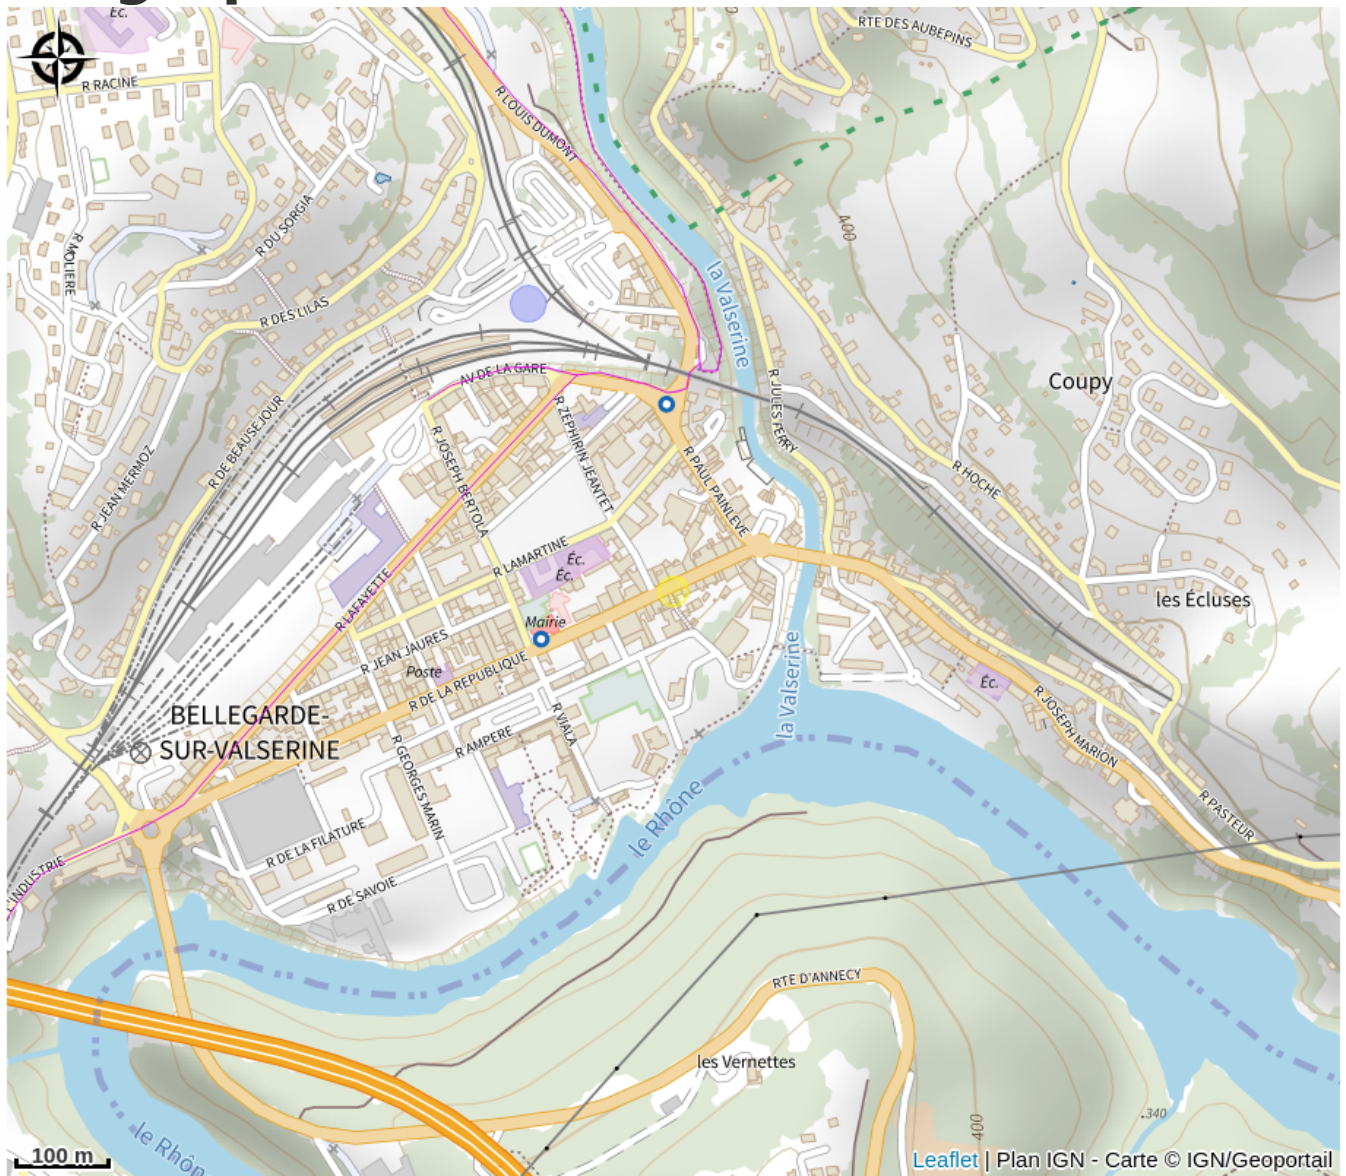 Éc.
RTE DES AUBEPINS
R RACINE
R LOUIS DUMONT
R DU SORGIA
R MOLIERE
400
la Valserine
R DES LILAS
AV DE LA GARE
Coupy
R JULES FERRY
R ZEPHIRIN JEANTET
R DE BEAUSEJOUR
R JOSEPH BERTOLA
R PAUL PAINLEVE
R JEAN MERMOZ
R HOCHE
R LAMARTINE
Éc.
Éc.
R LAFAYETTE
les Écluses
Mairie
R JEAN JAURES
Poste
R DE LA REPUBLIQUE
la Valserine
Éc.
BELLEGARDE-
SUR-VALSERINE
R JOSEPH MARION
R VIALA
R AMPERE
R GEORGES MARIN
R PASTEUR
le Rhône
R DE LA FILATURE
L'INDUSTRIE
R DE SAVOIE
RTE D'ANNECY
les Vernettes
400
.340
le Rhôn
100 m
Leaflet | Plan IGN - Carte © IGN/Geoportail